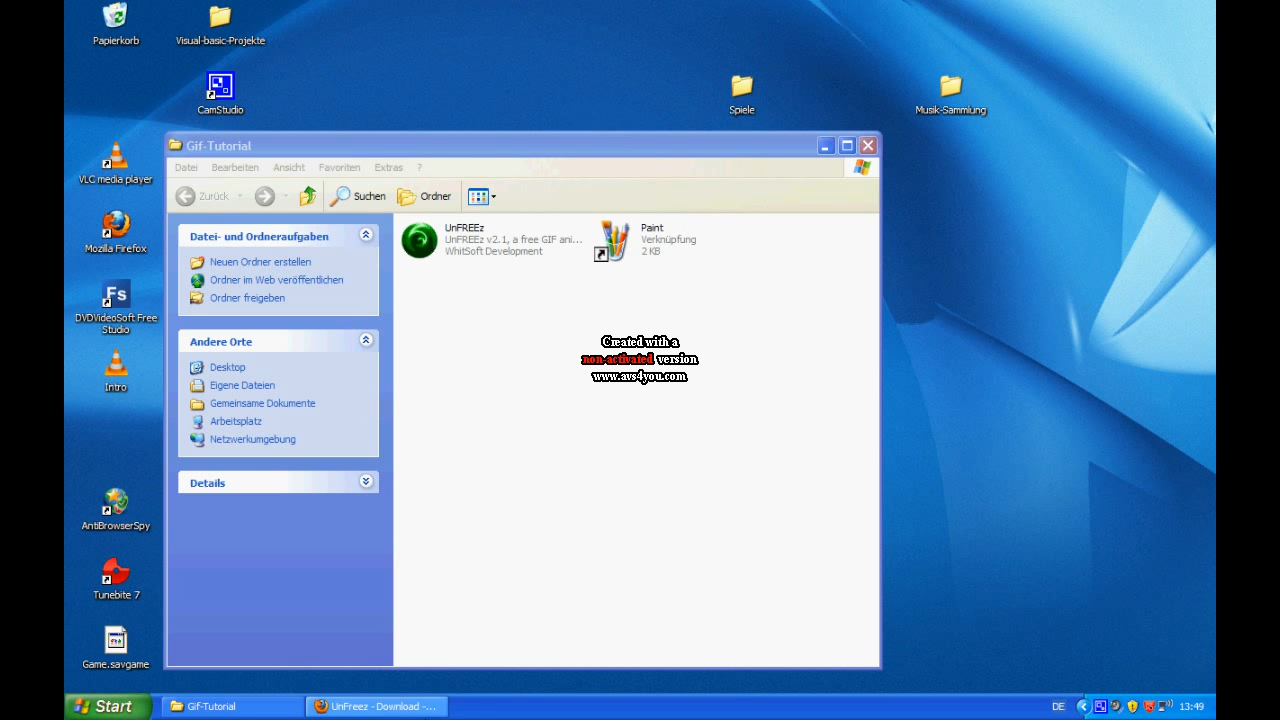 Papierkorb
Visual-basic-Projekte
CamStudio
Spiele
Musik-Sammlung
VLC media player
Mozilla Firefox
Fs
DVDVideoSoft Free
Studio
Intro
AntiBrowserSpy
Tunebite 7
Game.savgame
Gif-Tutorial
Datei Bearbeiten Ansicht Favoriten Extras ?
Zurück Suchen Ordner
Datei- und Ordneraufgaben
Neuen Ordner erstellen
Ordner im Web veröffentlichen
Ordner freigeben
Andere Orte
Desktop
Eigene Dateien
Gemeinsame Dokumente
Arbeitsplatz
Netzwerkumgebung
Details
UnFREEz
UnFREEz v2.1, a free GIF ani...
WhitSoft Development
Paint
Verknüpfung
2 KB
Created with a
non-activated version
www.avs4you.com
Start Gif-Tutorial UnFreez - Download -... DE 13:49